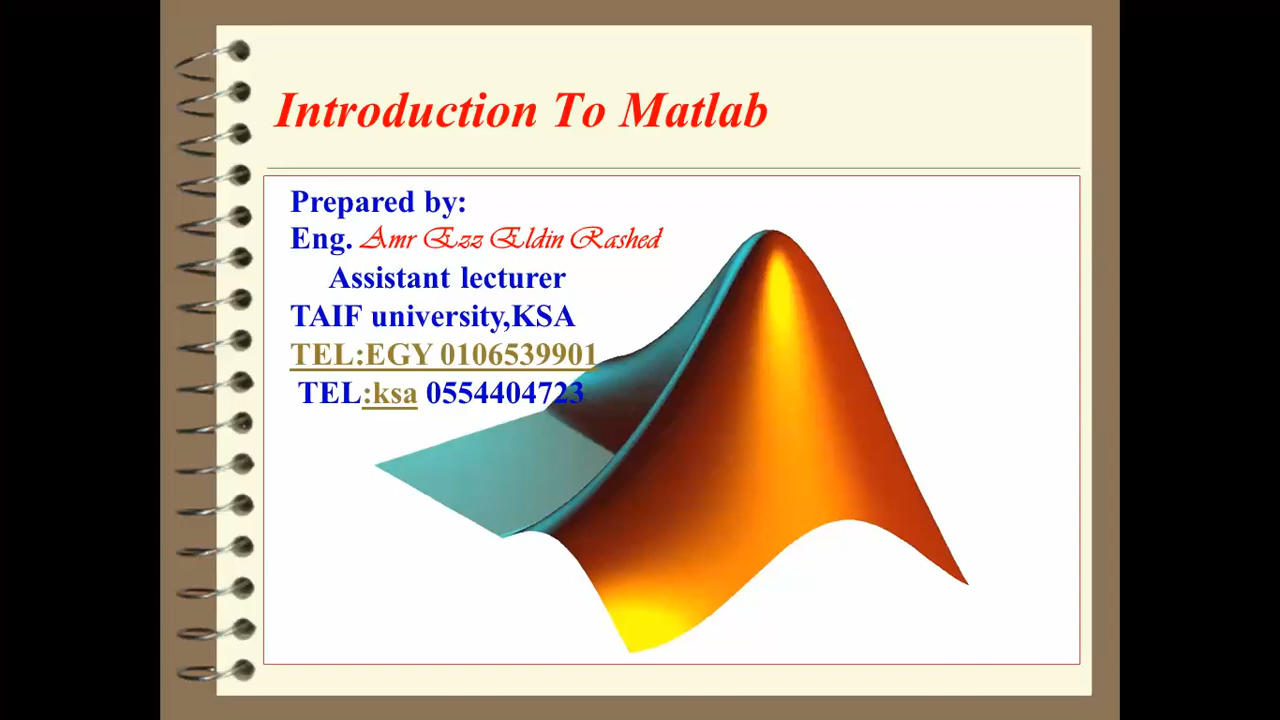 Introduction To Matlab
Prepared by:
Eng. Amr Ezz Eldin Rashed
Assistant lecturer
TAIF university,KSA
TEL:EGY 0106539901
TEL:ksa 0554404723